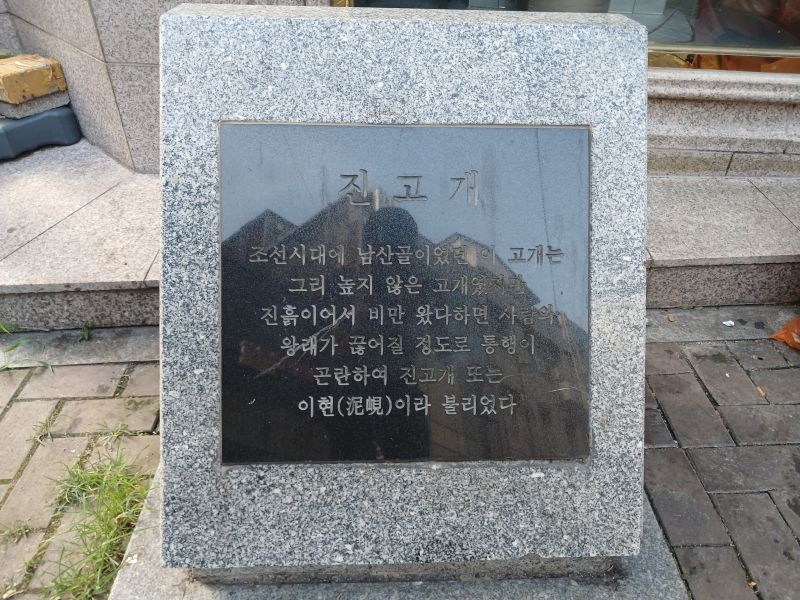 진고개
조선시대에 남산골이었던 이 고개는
그리 높지 않은 고개였지만
진흙이어서 비만 왔다하면 사람의
왕래가 끊어질 정도로 통행이
곤란하여 진고개 또는
이현(泥峴)이라 불리었다